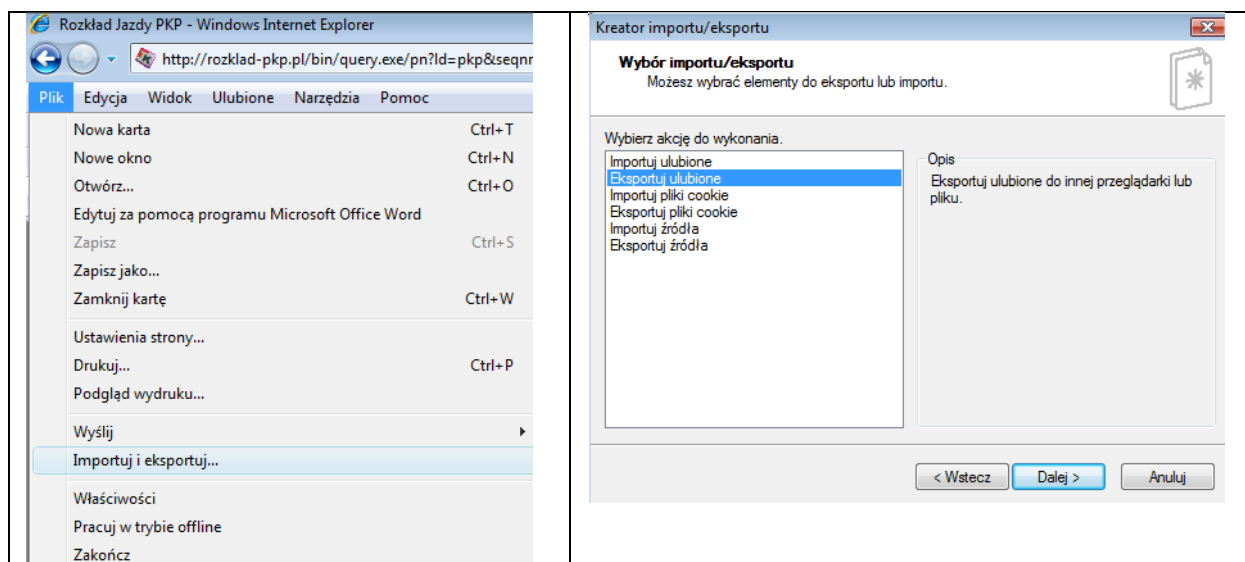 Rozkład Jazdy PKP - Windows Internet Explorer
http://rozklad-pkp.pl/bin/query.exe/pn?ld=pkp&seqnr
Plik Edycja Widok Ulubione Narzędzia Pomoc
Nowa karta Ctrl+T
Nowe okno Ctrl+N
Otwórz... Ctrl+O
Edytuj za pomocą programu Microsoft Office Word
Zapisz Ctrl+S
Zapisz jako...
Zamknij kartę Ctrl+W
Ustawienia strony...
Drukuj... Ctrl+P
Podgląd wydruku...
Wyślij
Importuj i eksportuj...
Właściwości
Pracuj w trybie offline
Zakończ
Kreator importu/eksportu
Wybór importu/eksportu
Możesz wybrać elementy do eksportu lub importu.
Wybierz akcję do wykonania.
Importuj ulubione
Eksportuj ulubione
Importuj pliki cookie
Eksportuj pliki cookie
Importuj źródła
Eksportuj źródła
Opis
Eksportuj ulubione do innej przeglądarki lub
pliku.
< Wstecz Dalej > Anuluj